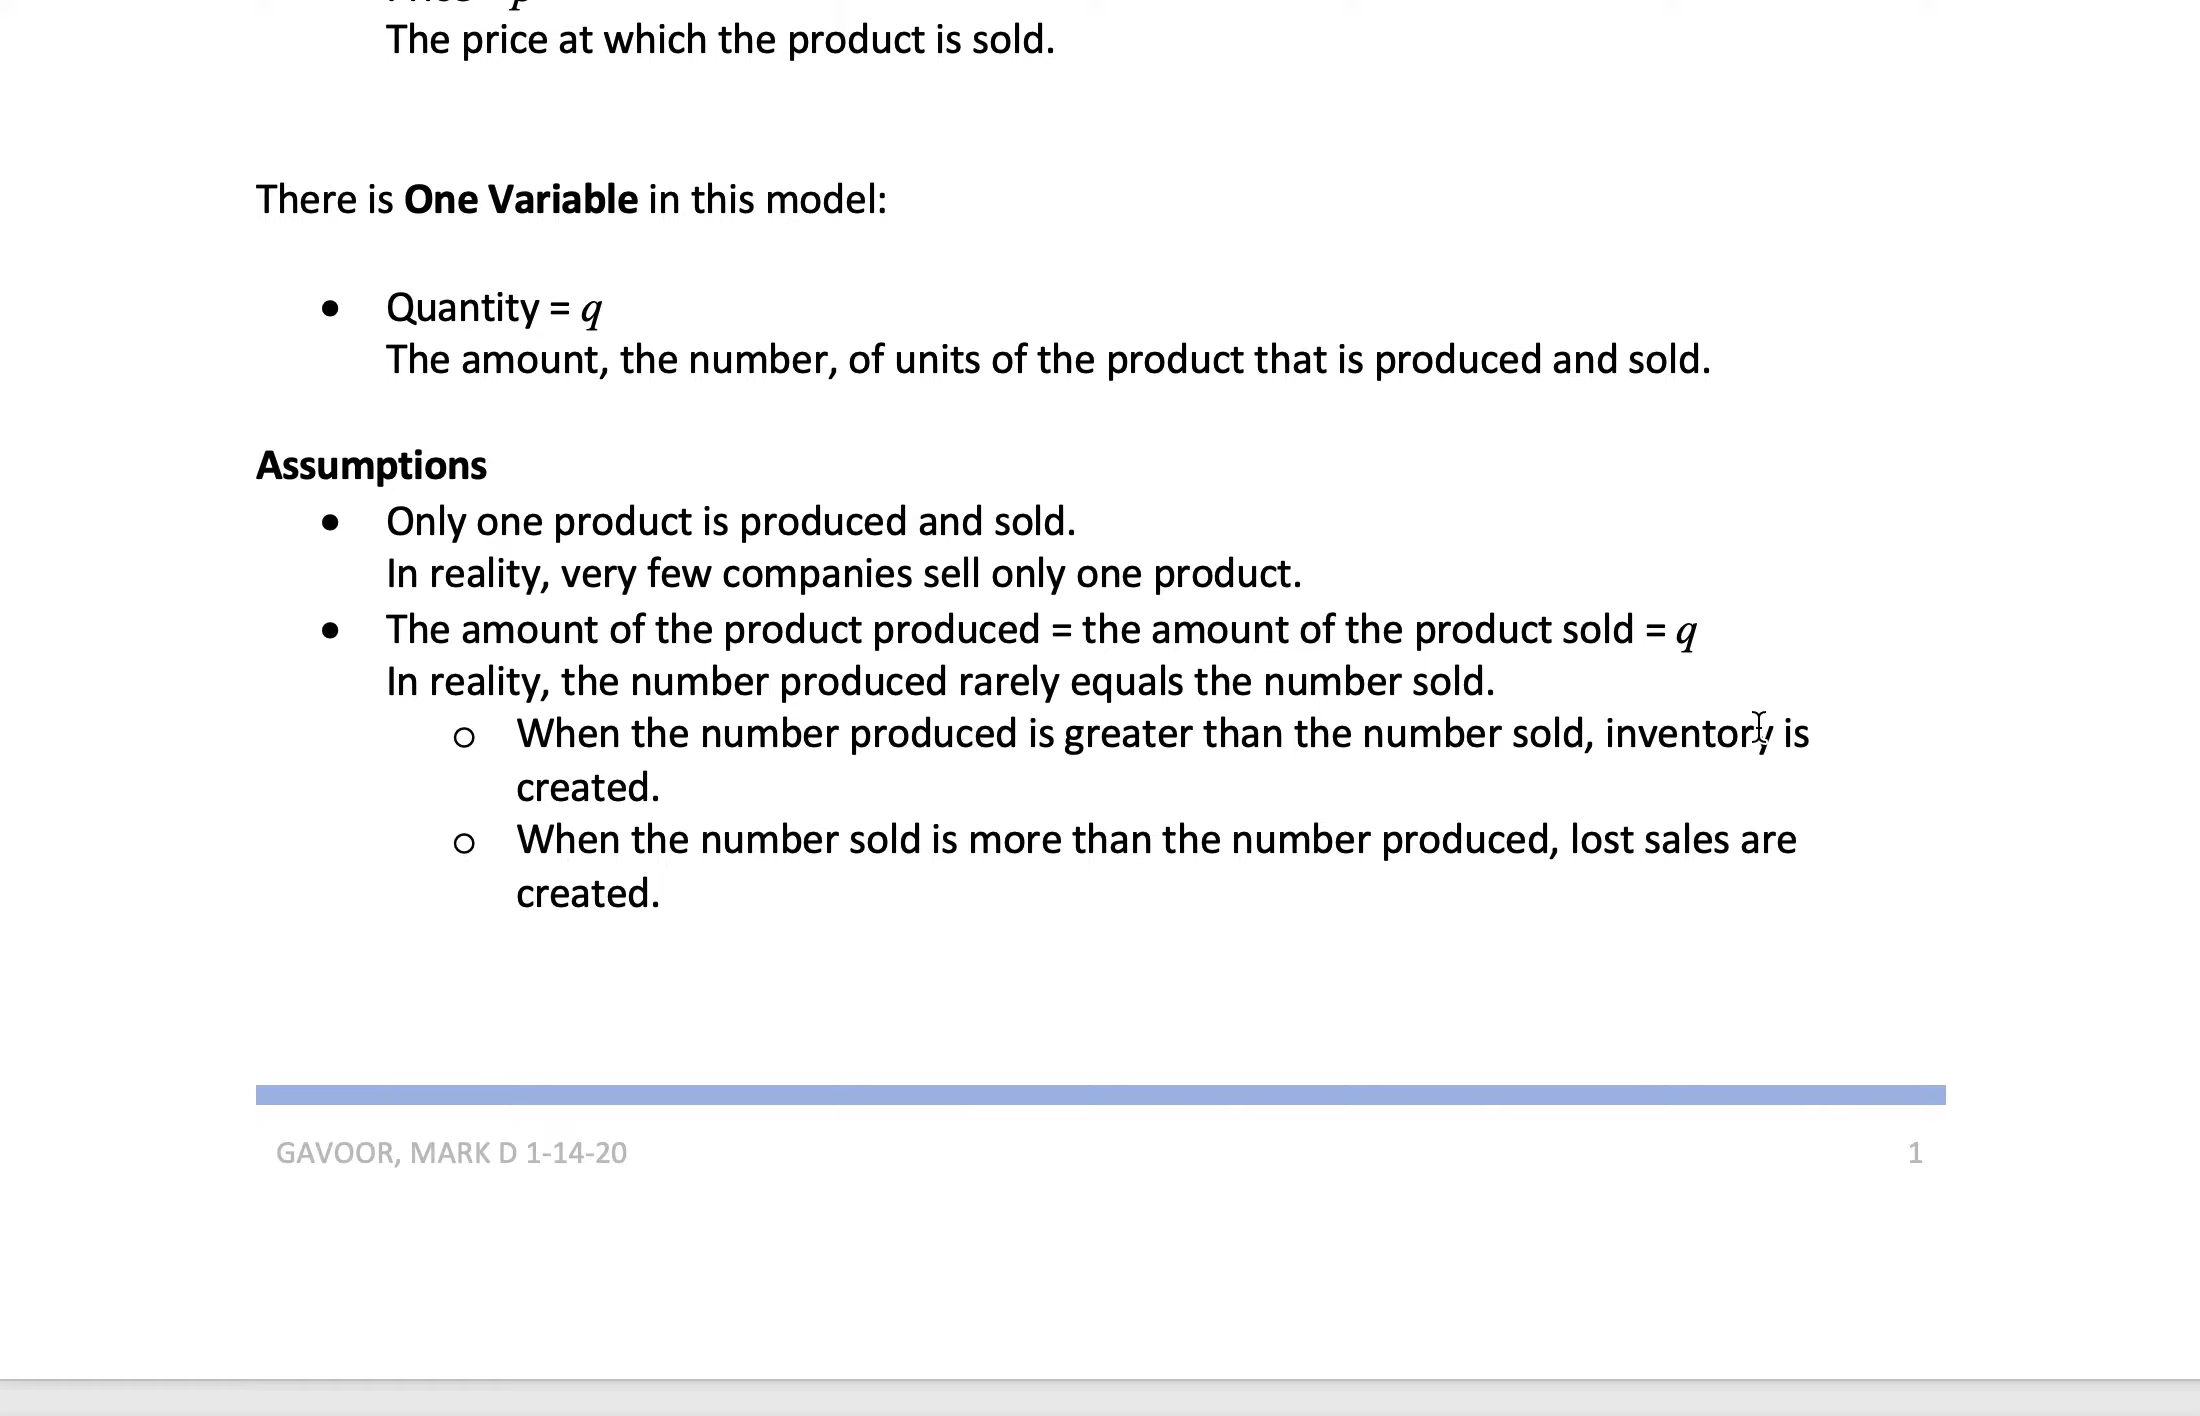 The price at which the product is sold.
There is One Variable in this model:
• Quantity = q
The amount, the number, of units of the product that is produced and sold.
Assumptions
• Only one product is produced and sold.
In reality, very few companies sell only one product.
• The amount of the product produced = the amount of the product sold = q
In reality, the number produced rarely equals the number sold.
o When the number produced is greater than the number sold, inventory is
created.
o When the number sold is more than the number produced, lost sales are
created.
GAVOOR, MARK D 1-14-20 1